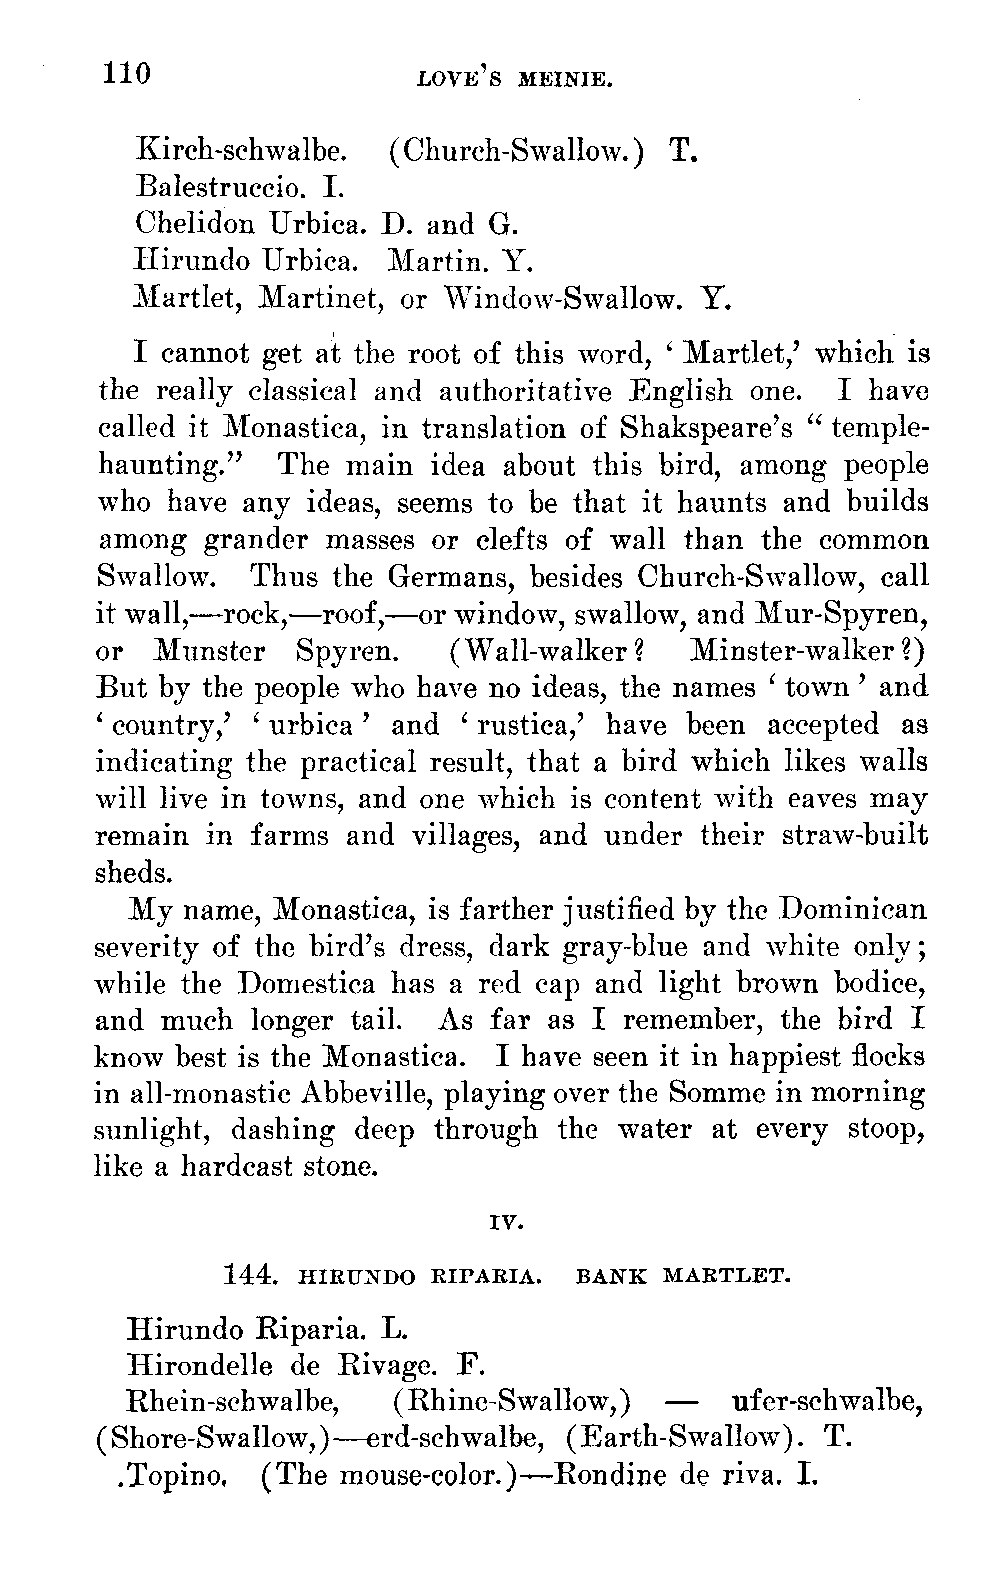 110 LOVE'S MEINIE.
Kirch-schwalbe. (Church-Swallow.) T.
Balestruccio. I.
Chelidon Urbica. D. and G.
Hirundo Urbica. Martin. Y.
Martlet, Martinet, or Window-Swallow. Y.
I cannot get at the root of this word, ‘Martlet,’ which is
the really classical and authoritative English one. I have
called it Monastica, in translation of Shakspeare's “temple-
haunting.” The main idea about this bird, among people
who have any ideas, seems to be that it haunts and builds
among grander masses or clefts of wall than the common
Swallow. Thus the Germans, besides Church-Swallow, call
it wall,—rock,—roof,—or window, swallow, and Mur-Spyren,
or Munster Spyren. (Wall-walker? Minster-walker?)
But by the people who have no ideas, the names ‘town’ and
‘country,’ ‘urbica’ and ‘rustica,’ have been accepted as
indicating the practical result, that a bird which likes walls
will live in towns, and one which is content with eaves may
remain in farms and villages, and under their straw-built
sheds.
My name, Monastica, is farther justified by the Dominican
severity of the bird's dress, dark gray-blue and white only;
while the Domestica has a red cap and light brown bodice,
and much longer tail. As far as I remember, the bird I
know best is the Monastica. I have seen it in happiest flocks
in all-monastic Abbeville, playing over the Somme in morning
sunlight, dashing deep through the water at every stoop,
like a hardcast stone.
IV.
144. HIRUNDO RIPARIA. BANK MARTLET.
Hirundo Riparia. L.
Hirondelle de Rivage. F.
Rhein-schwalbe, (Rhine-Swallow,) — ufer-schwalbe,
(Shore-Swallow,)—erd-schwalbe, (Earth-Swallow). T.
.Topino, (The mouse-color.)—Rondine de riva. I.